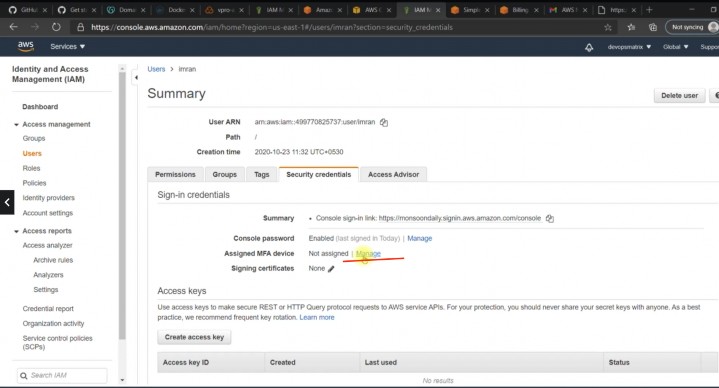 GitHub
Get st
Doma
Docke
vpro-
IAM M
Amaz
AWS C
IAM M
Simpl
Billing
AWS
https:
https://console.aws.amazon.com/iam/home?region=us-east-1#/users/imran?section=security_credentials
Not syncing
aws
Services
devopsmatrix
Global
Suppo
Identity and Access
Management (IAM)
Dashboard
Access management
Groups
Users
Roles
Policies
Identity providers
Account settings
Access reports
Access analyzer
Archive rules
Analyzers
Settings
Credential report
Organization activity
Service control policies
(SCPs)
Search IAM
Users > imran
Summary
Delete user
User ARN arn:aws:iam::499770825737:user/imran
Path /
Creation time 2020-10-23 11:32 UTC+0530
Permissions Groups Tags Security credentials Access Advisor
Sign-in credentials
Summary • Console sign-in link: https://monsoondaily.signin.aws.amazon.com/console
Console password Enabled (last signed in Today) | Manage
Assigned MFA device Not assigned | Manage
Signing certificates None
Access keys
Use access keys to make secure REST or HTTP Query protocol requests to AWS service APIs. For your protection, you should never share your secret keys with anyone. As a best
practice, we recommend frequent key rotation. Learn more
Create access key
Access key ID Created Last used Status
No results